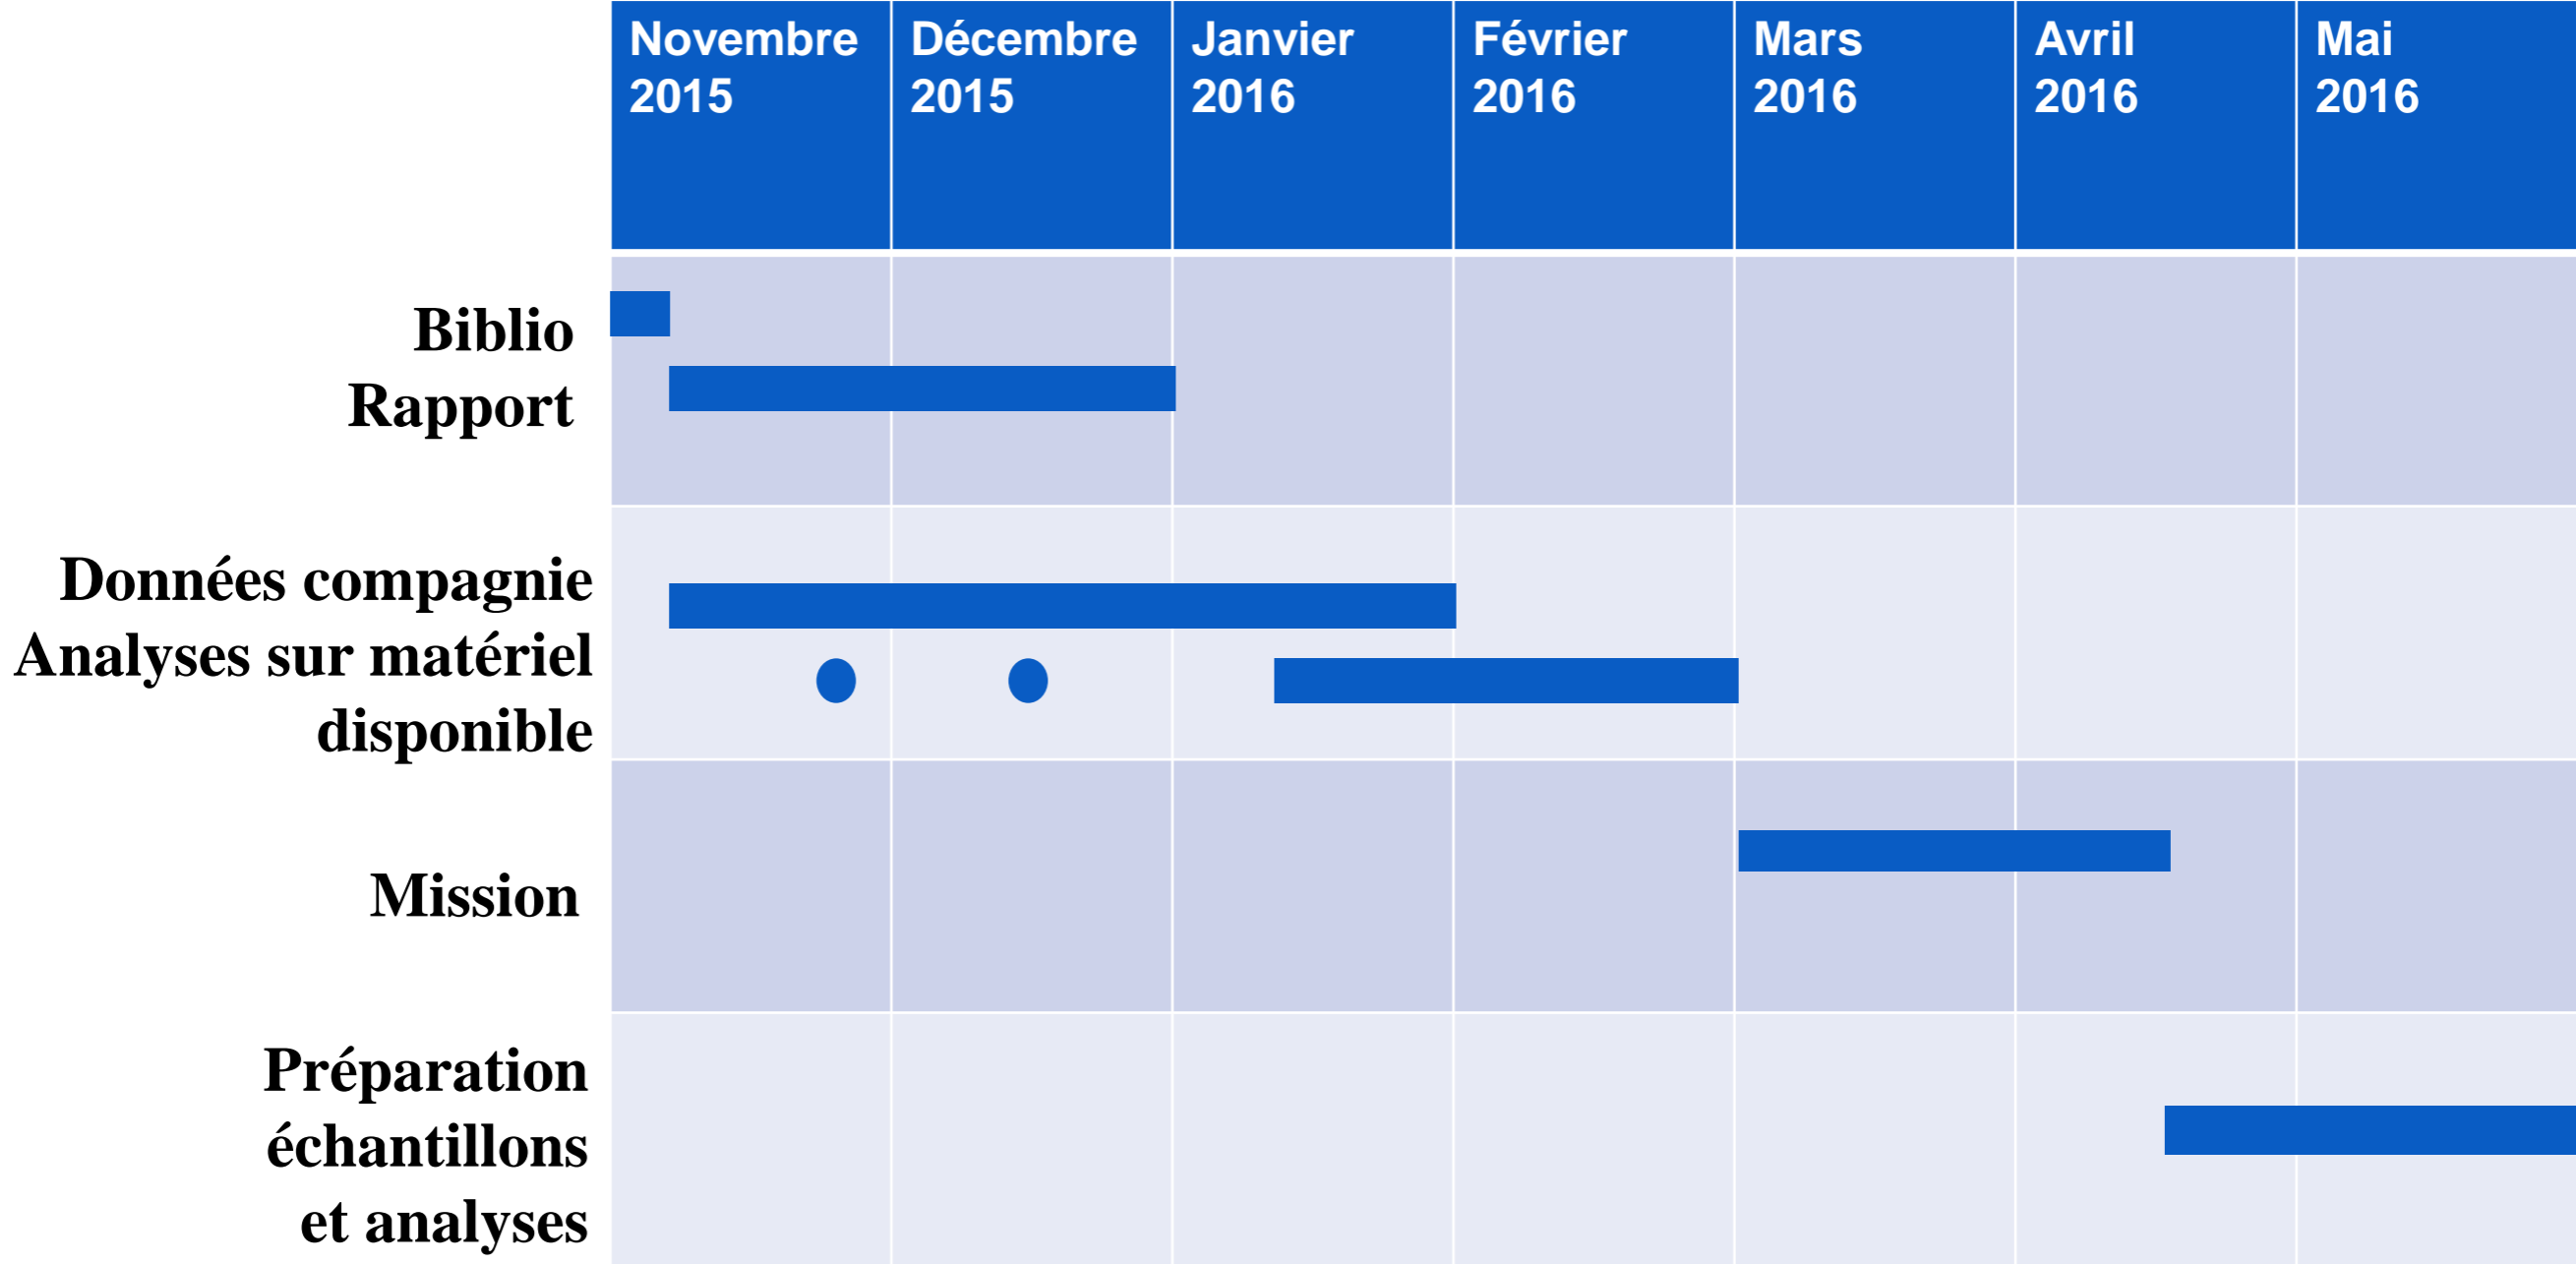 Novembre
2015
Décembre
2015
Janvier
2016
Février
2016
Mars
2016
Avril
2016
Mai
2016
Biblio
Rapport
Données compagnie
Analyses sur matériel
disponible
Mission
Préparation
échantillons
et analyses